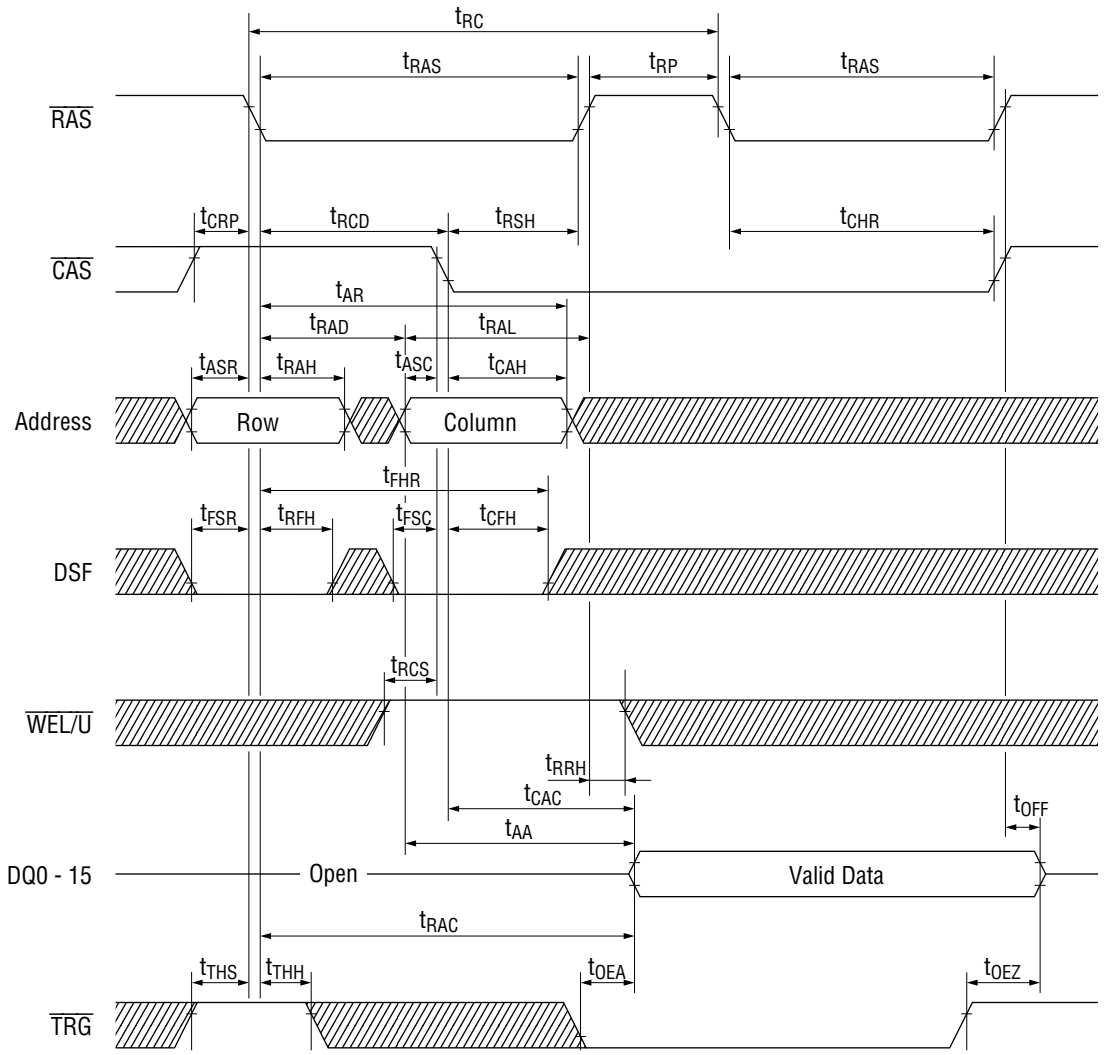 tRC
tRAS tRP tRAS
RAS
tCRP tRCD tRSH tCHR
CAS
tAR
tRAD tRAL
tASR tRAH tASC tCAH
Address Row Column
tFHR
tFSR tRFH tFSC tCFH
DSF
tRCS
WEL/U
tRRH
tCAC tOFF
tAA
DQ0 - 15 Open Valid Data
tRAC
tTHS tTHH tOEA tOEZ
TRG